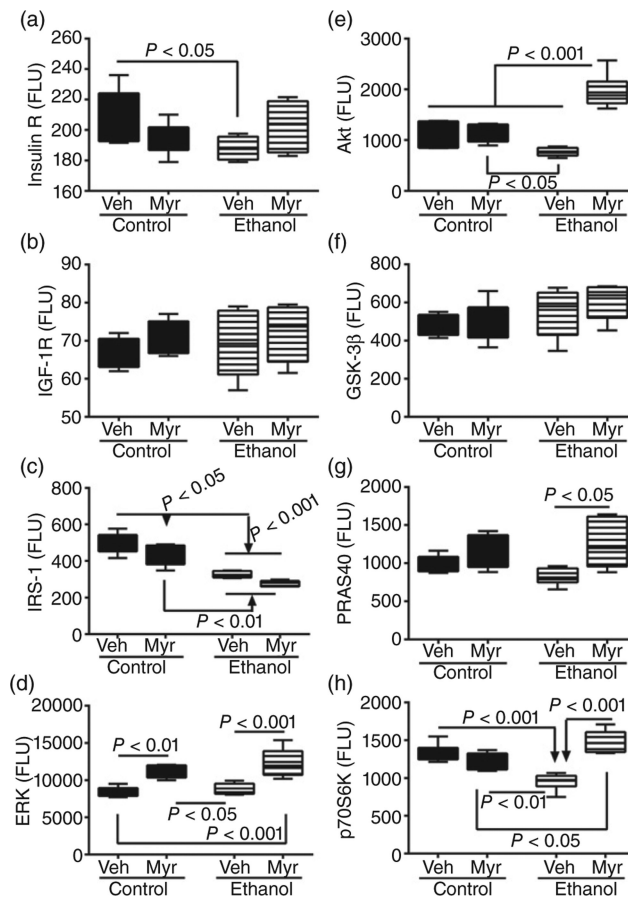 (a)
260
240
220
200
180
160
Insulin R (FLU)
P < 0.05
Veh Myr Veh Myr
Control Ethanol
(b)
90
80
70
60
50
IGF-1R (FLU)
Veh Myr Veh Myr
Control Ethanol
(c)
800
600
400
200
0
IRS-1 (FLU)
P < 0.05
P < 0.001
P < 0.01
Veh Myr Veh Myr
Control Ethanol
(d)
20000
15000
10000
5000
0
ERK (FLU)
P < 0.01
P < 0.001
P < 0.05
P < 0.001
Veh Myr Veh Myr
Control Ethanol
(e)
3000
2000
1000
0
Akt (FLU)
P < 0.001
P < 0.05
Veh Myr Veh Myr
Control Ethanol
(f)
800
600
400
200
0
GSK-3β (FLU)
Veh Myr Veh Myr
Control Ethanol
(g)
2000
1500
1000
500
0
PRAS40 (FLU)
P < 0.05
Veh Myr Veh Myr
Control Ethanol
(h)
2000
1500
1000
500
0
p70S6K (FLU)
P < 0.001
P < 0.001
P < 0.01
P < 0.05
Veh Myr Veh Myr
Control Ethanol